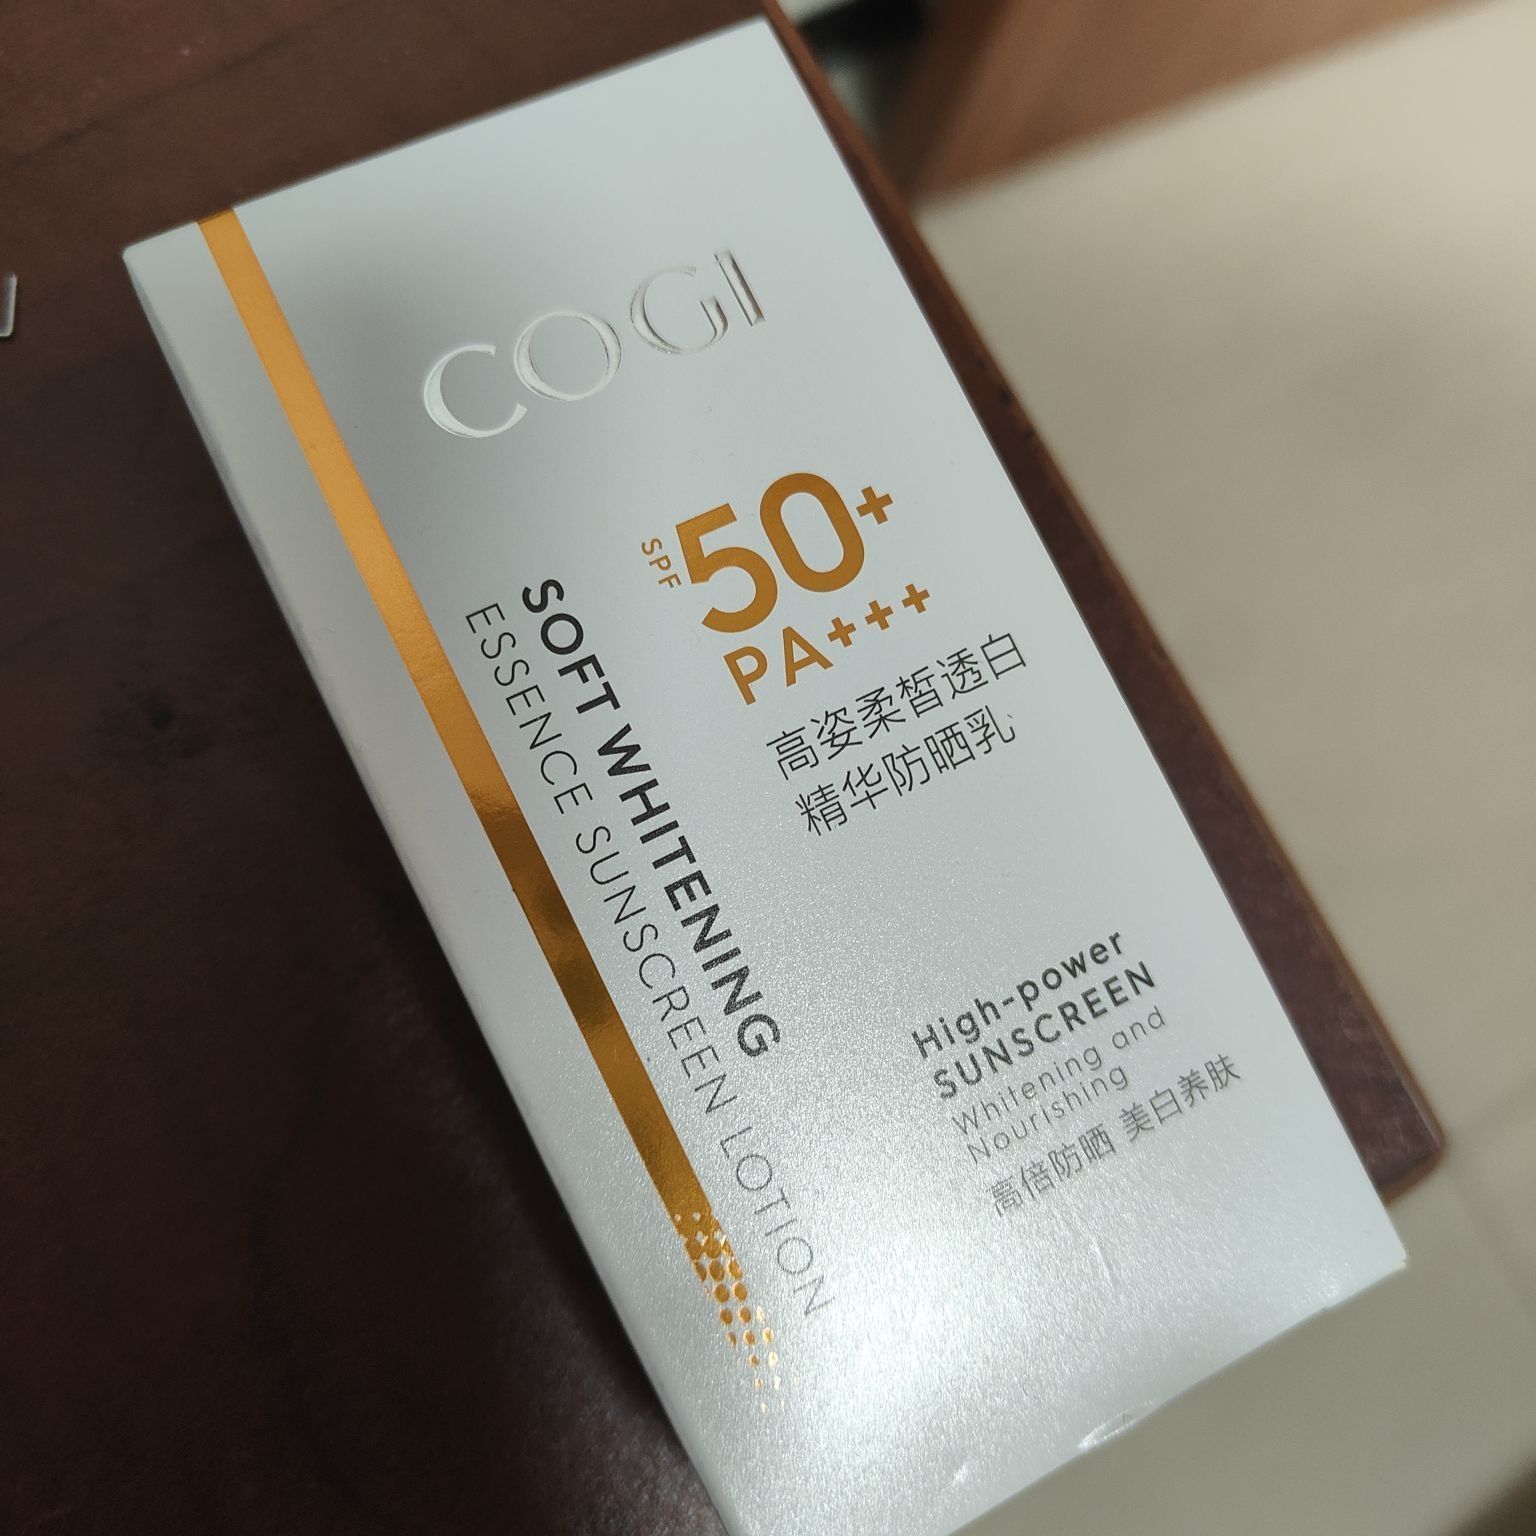 COGI
SPF 50+
PA+++
高姿柔皙透白
精华防晒乳
SOFT WHITENING
ESSENCE SUNSCREEN LOTION
High-power
SUNSCREEN
Whitening and
Nourishing
高倍防晒 美白养肤